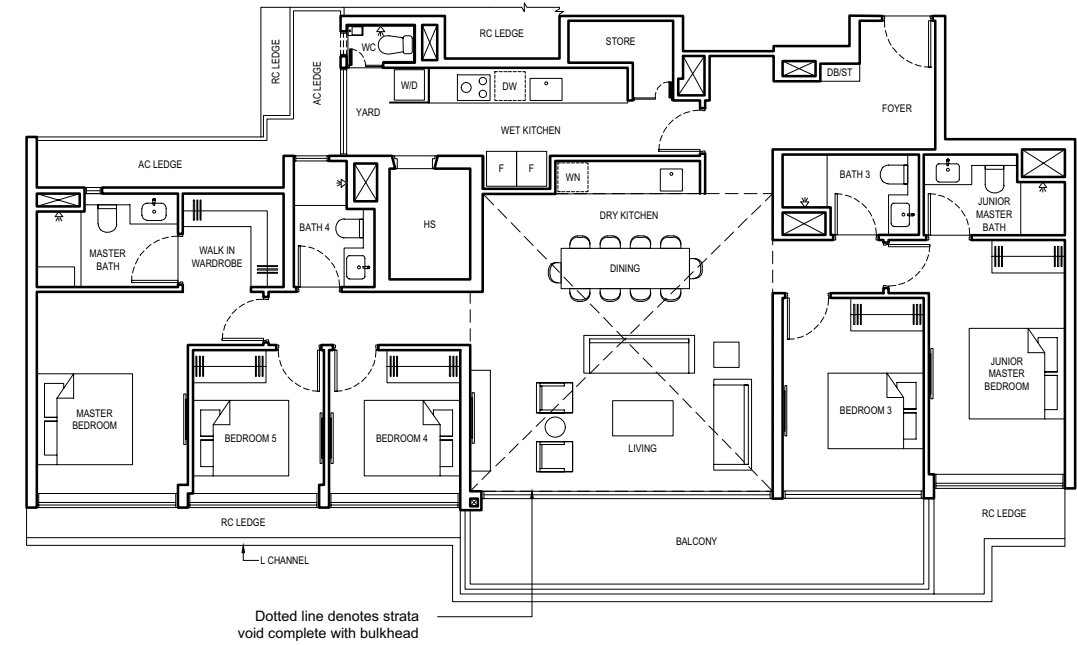 RC LEDGE
STORE
WC
RC LEDGE
AC LEDGE
W/D
DW
DB/ST
YARD
FOYER
WET KITCHEN
AC LEDGE
F
F
WN
BATH 3
JUNIOR
MASTER
BATH
DRY KITCHEN
BATH 4
HS
MASTER
BATH
WALK IN
WARDROBE
DINING
JUNIOR
MASTER
BEDROOM
MASTER
BEDROOM
BEDROOM 5
BEDROOM 4
BEDROOM 3
LIVING
RC LEDGE
RC LEDGE
BALCONY
L CHANNEL
Dotted line denotes strata
void complete with bulkhead